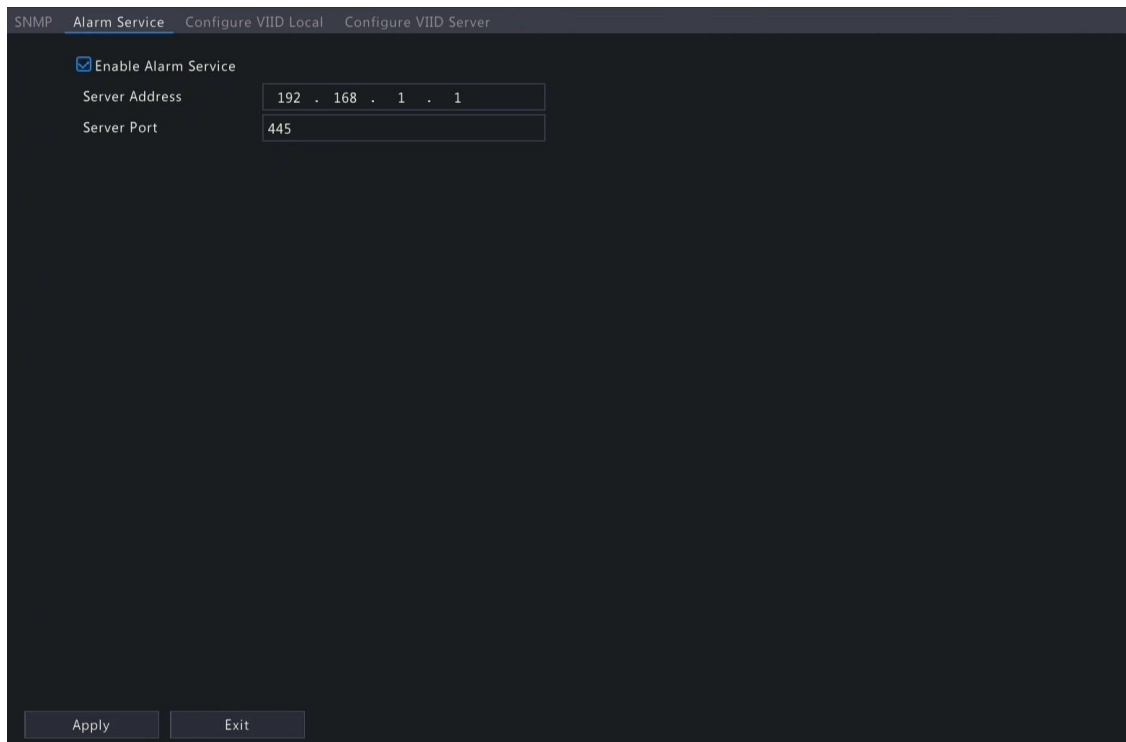 SNMP Alarm Service Configure VIID Local Configure VIID Server
Enable Alarm Service
Server Address 192 . 168 . 1 . 1
Server Port 445
Apply Exit